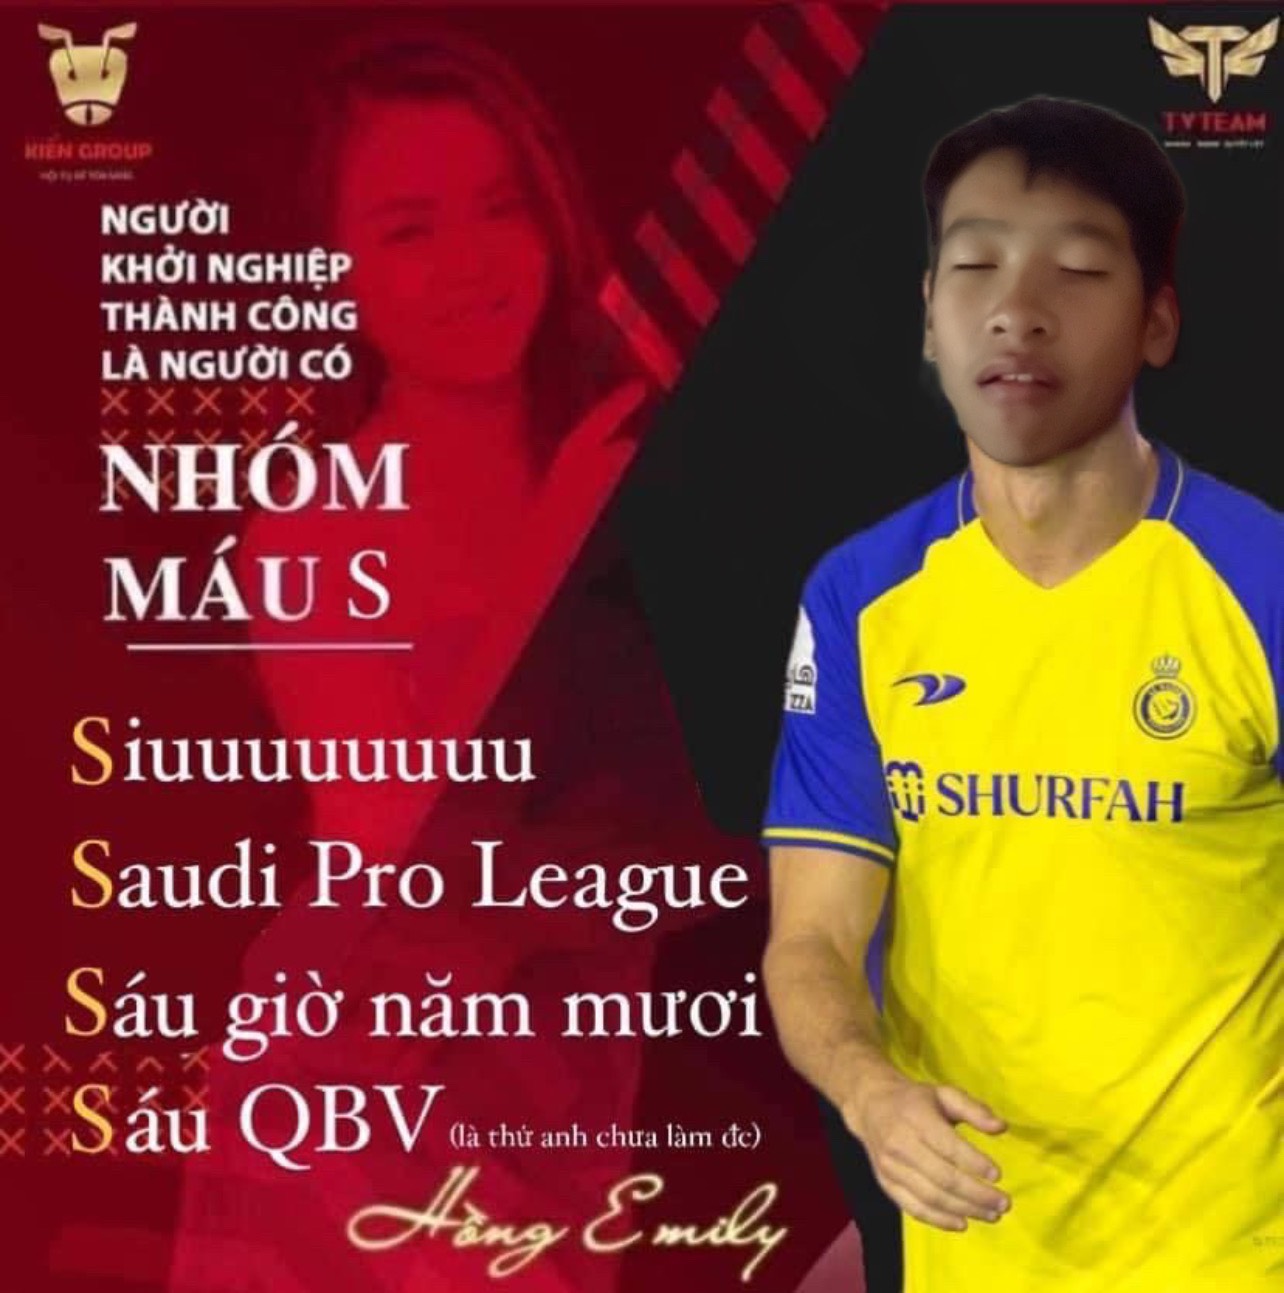 KIẾN GROUP
TVTEAM
NGƯỜI
KHỞI NGHIỆP
THÀNH CÔNG
LÀ NGƯỜI CÓ
NHÓM
MÁU S
Siuuuuuuuuu
Saudi Pro League
Sáu giờ năm mươi
Sáu QBV (là thứ anh chưa làm đc)
Hồng Emily
SHURFAH